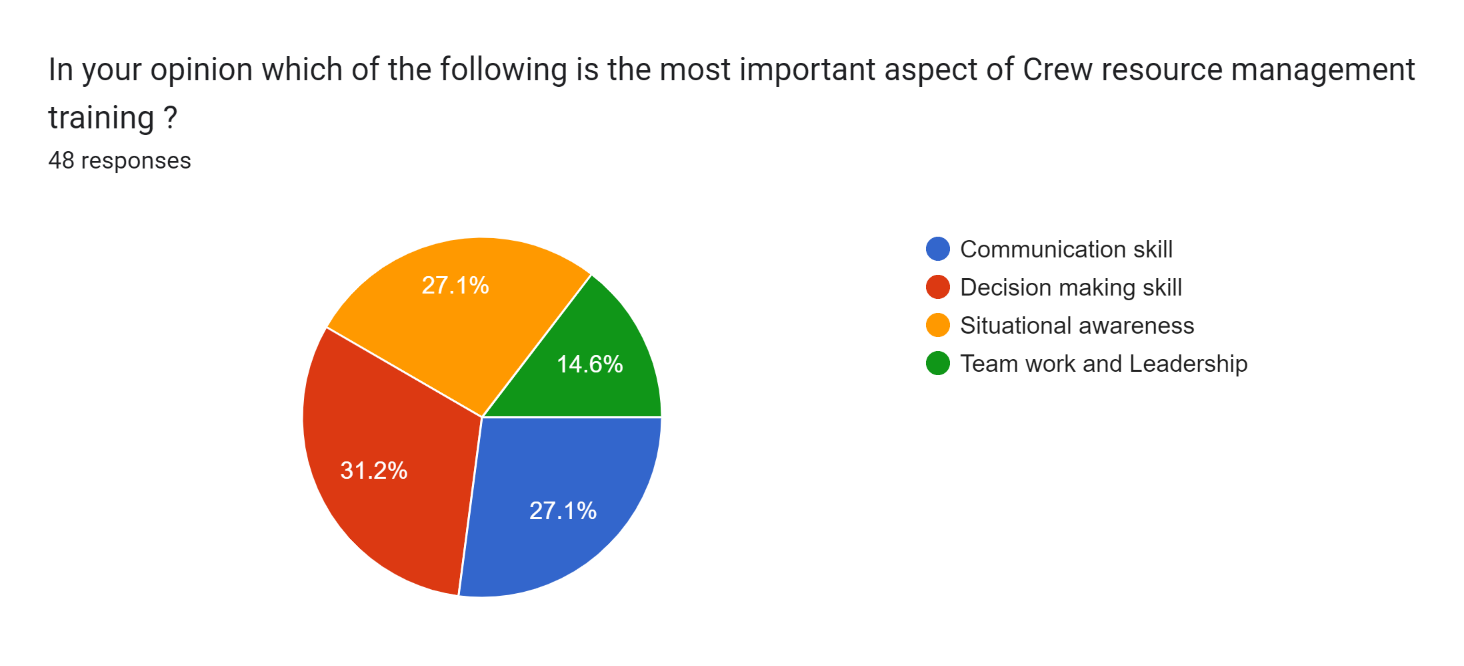 In your opinion which of the following is the most important aspect of Crew resource management
training ?
48 responses
27.1%
14.6%
31.2%
27.1%
Communication skill
Decision making skill
Situational awareness
Team work and Leadership